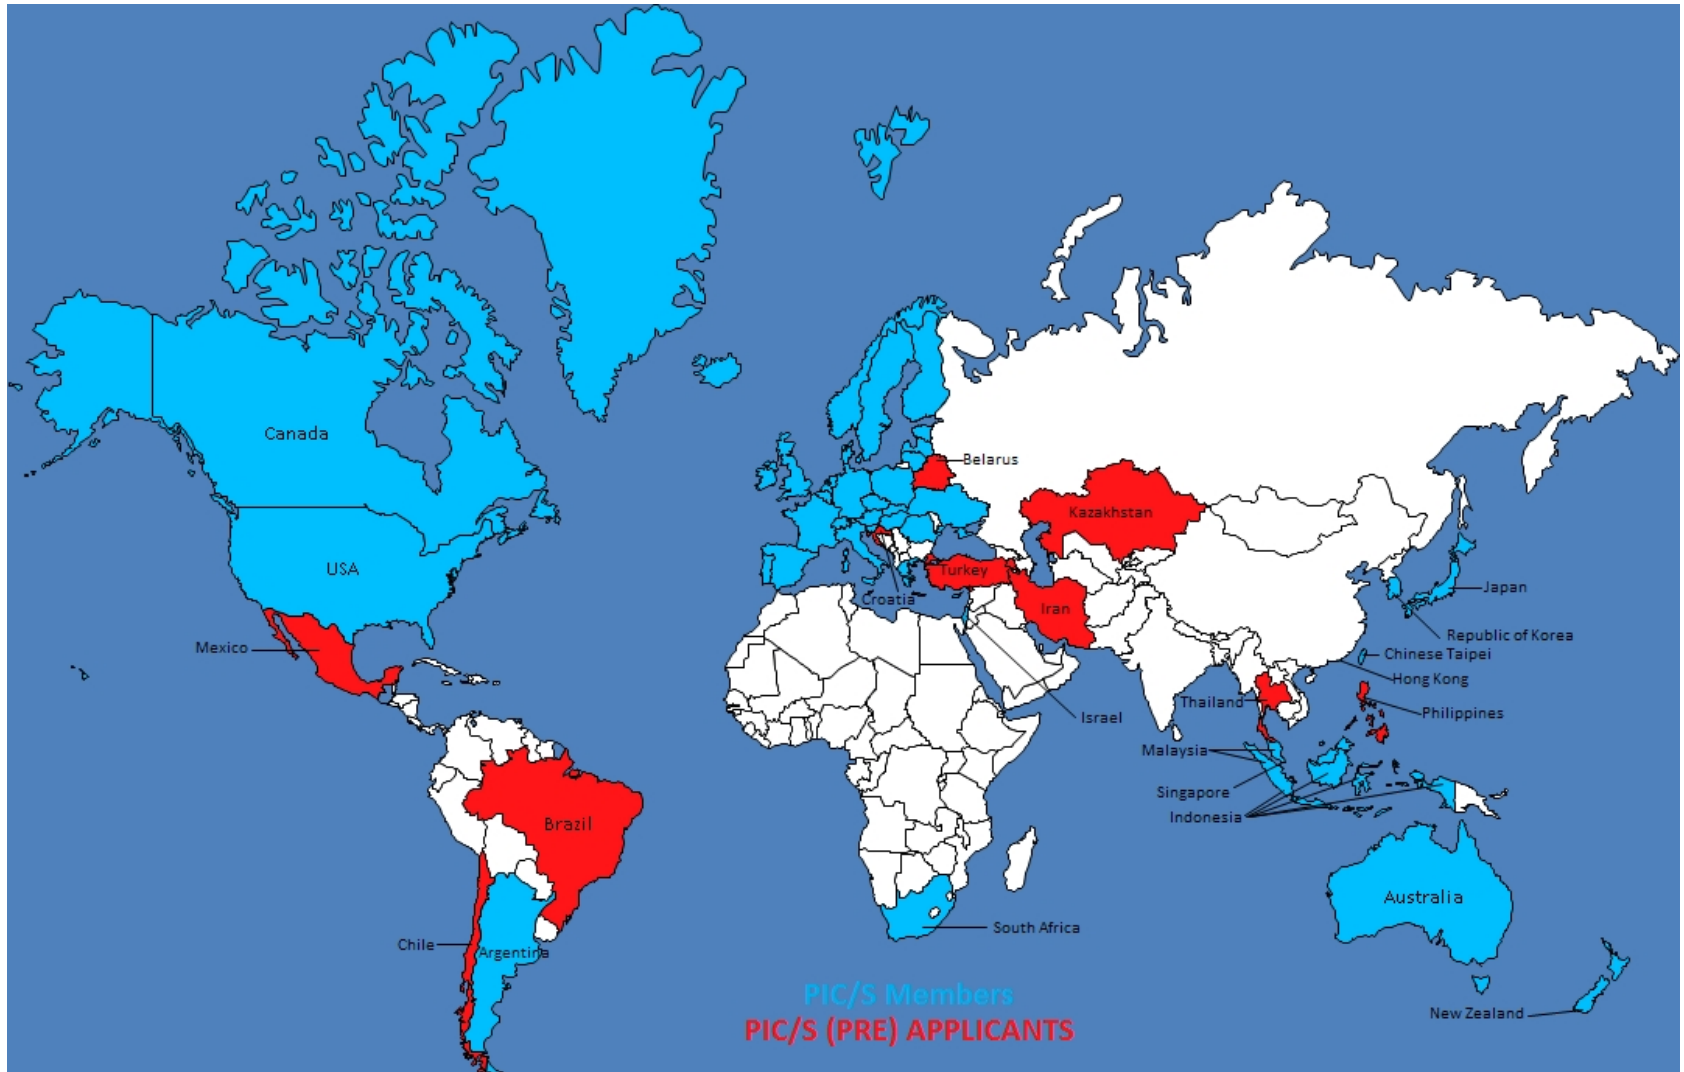 Canada
Belarus
Kazakhstan
USA
Turkey
Japan
Croatia
Iran
Republic of Korea
Mexico
Chinese Taipei
Hong Kong
Thailand
Philippines
Israel
Malaysia
Singapore
Indonesia
Brazil
Australia
South Africa
Chile
Argentina
PIC/S Members
New Zealand
PIC/S (PRE) APPLICANTS